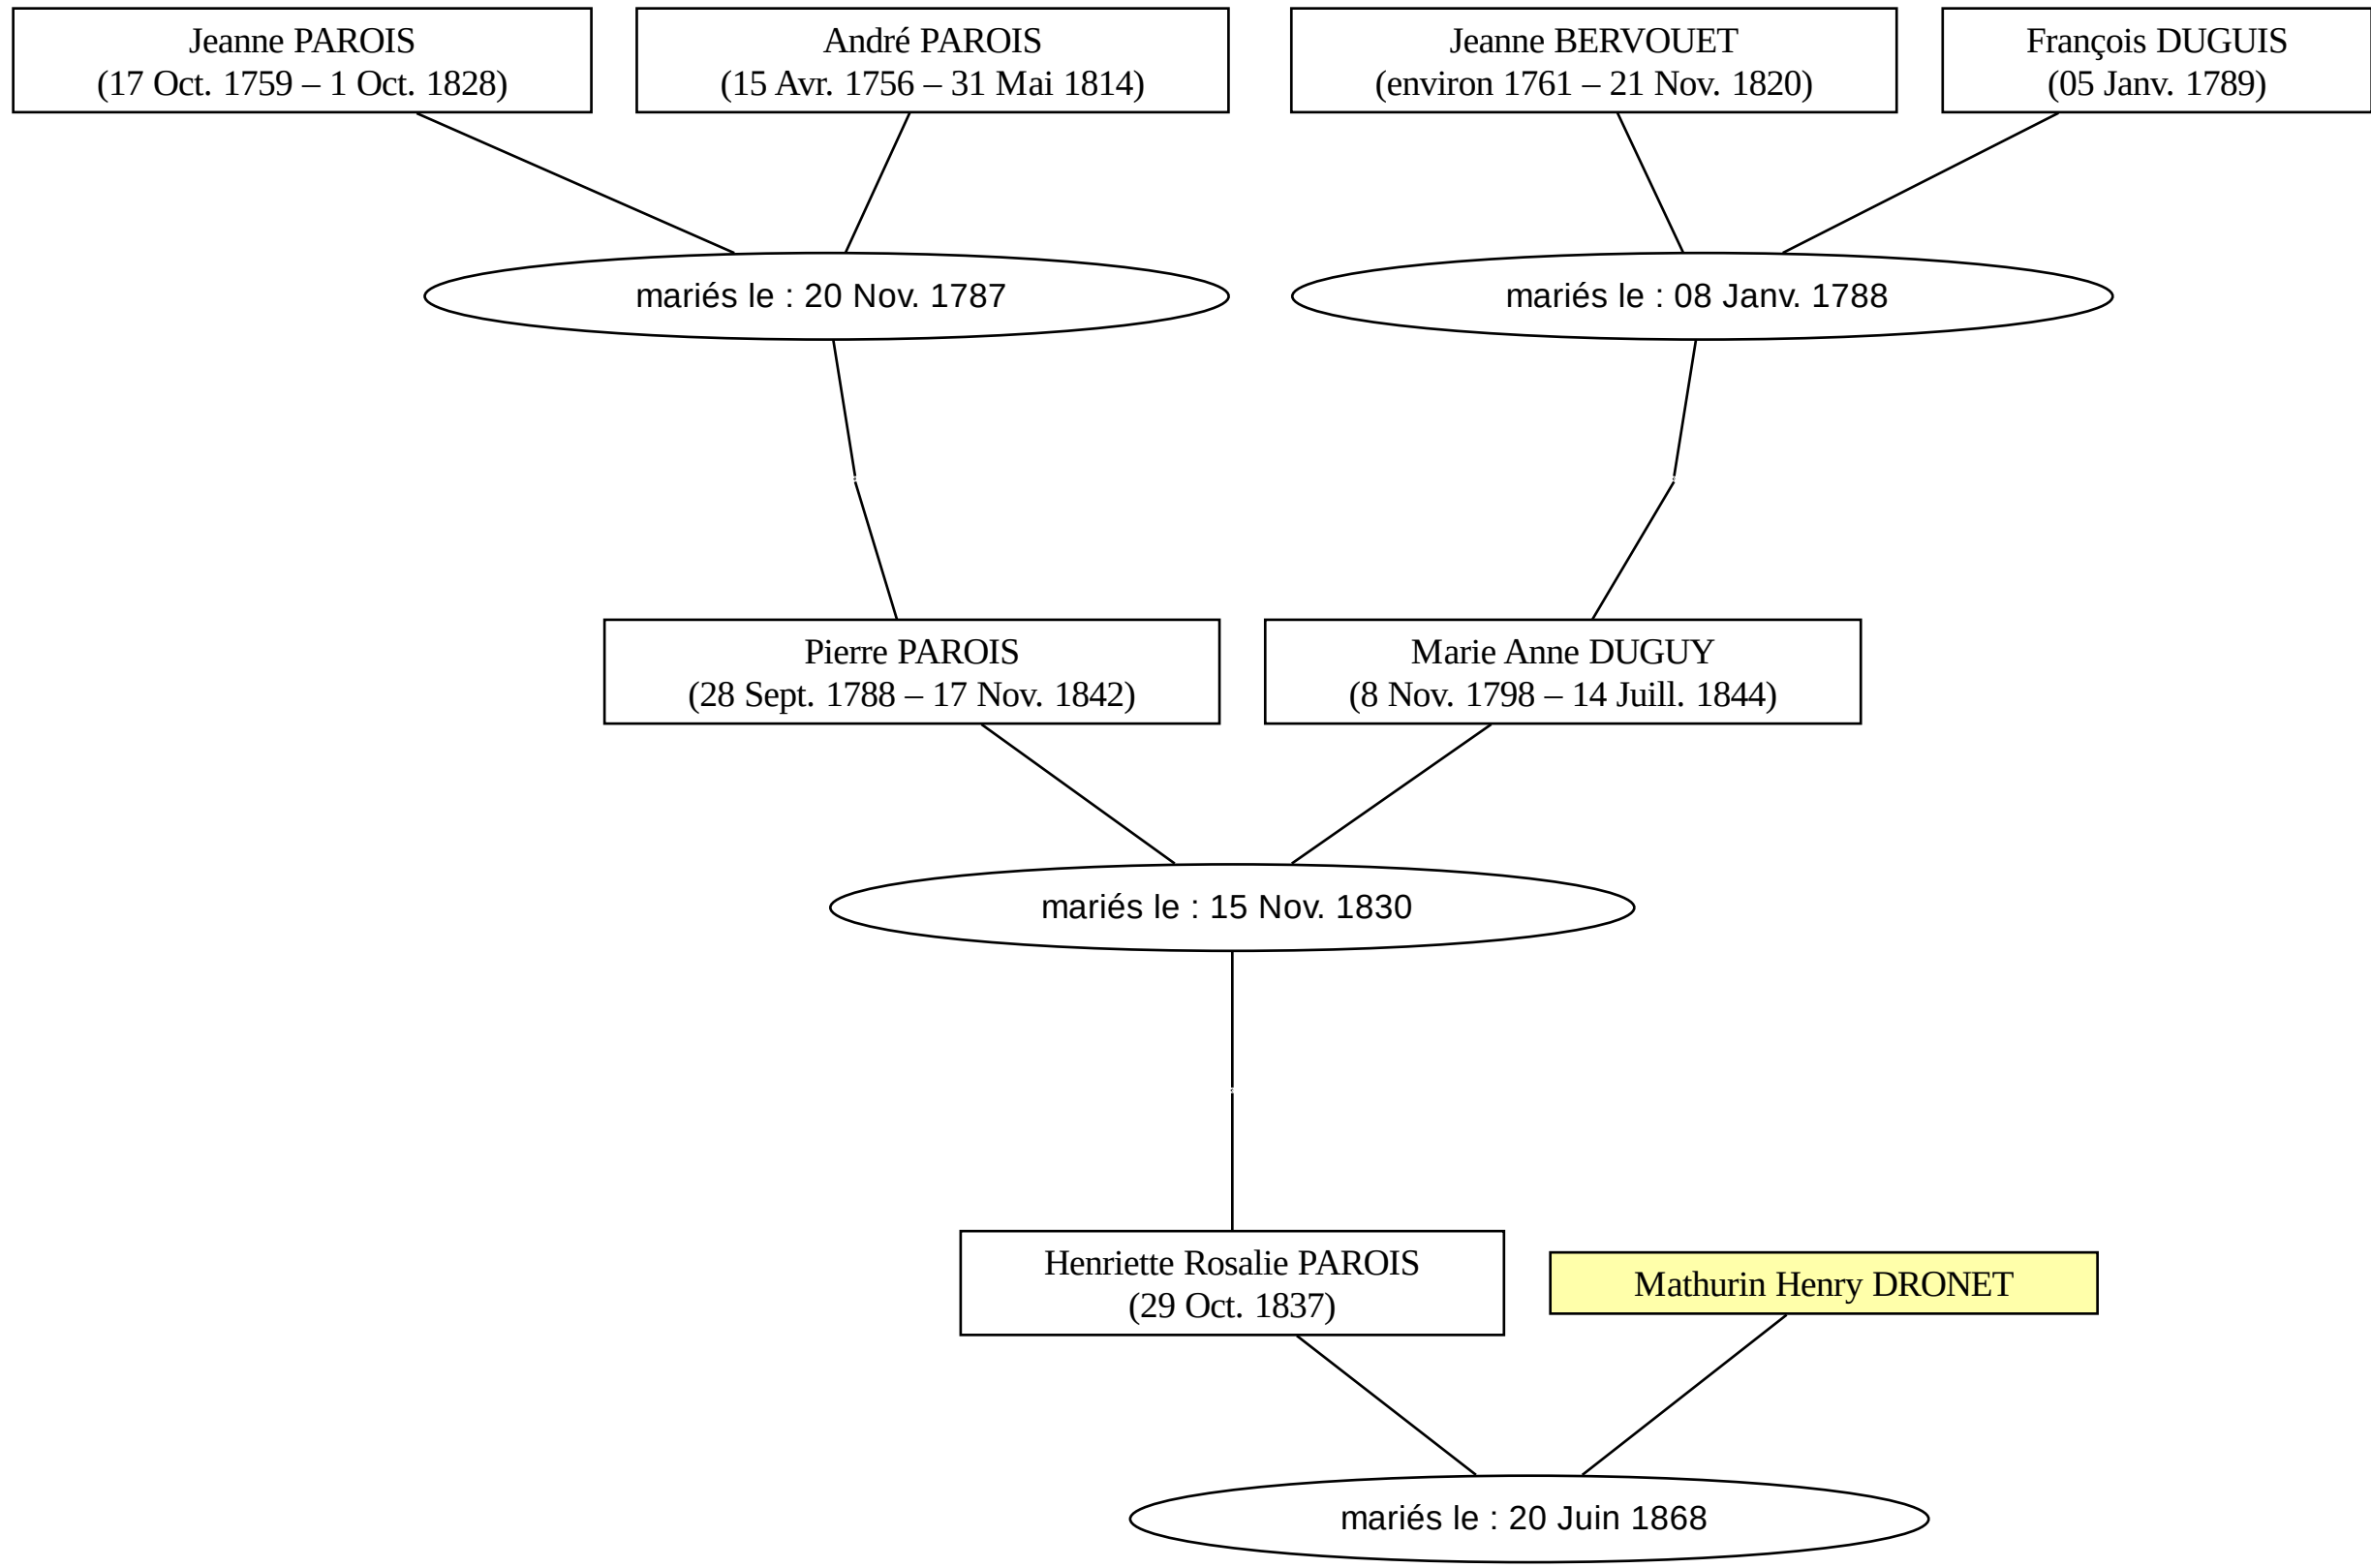 Jeanne PAROIS
(17 Oct. 1759 – 1 Oct. 1828)
André PAROIS
(15 Avr. 1756 – 31 Mai 1814)
Jeanne BERVOUET
(environ 1761 – 21 Nov. 1820)
François DUGUIS
(05 Janv. 1789)
mariés le : 20 Nov. 1787
mariés le : 08 Janv. 1788
Pierre PAROIS
(28 Sept. 1788 – 17 Nov. 1842)
Marie Anne DUGUY
(8 Nov. 1798 – 14 Juill. 1844)
mariés le : 15 Nov. 1830
Henriette Rosalie PAROIS
(29 Oct. 1837)
Mathurin Henry DRONET
mariés le : 20 Juin 1868